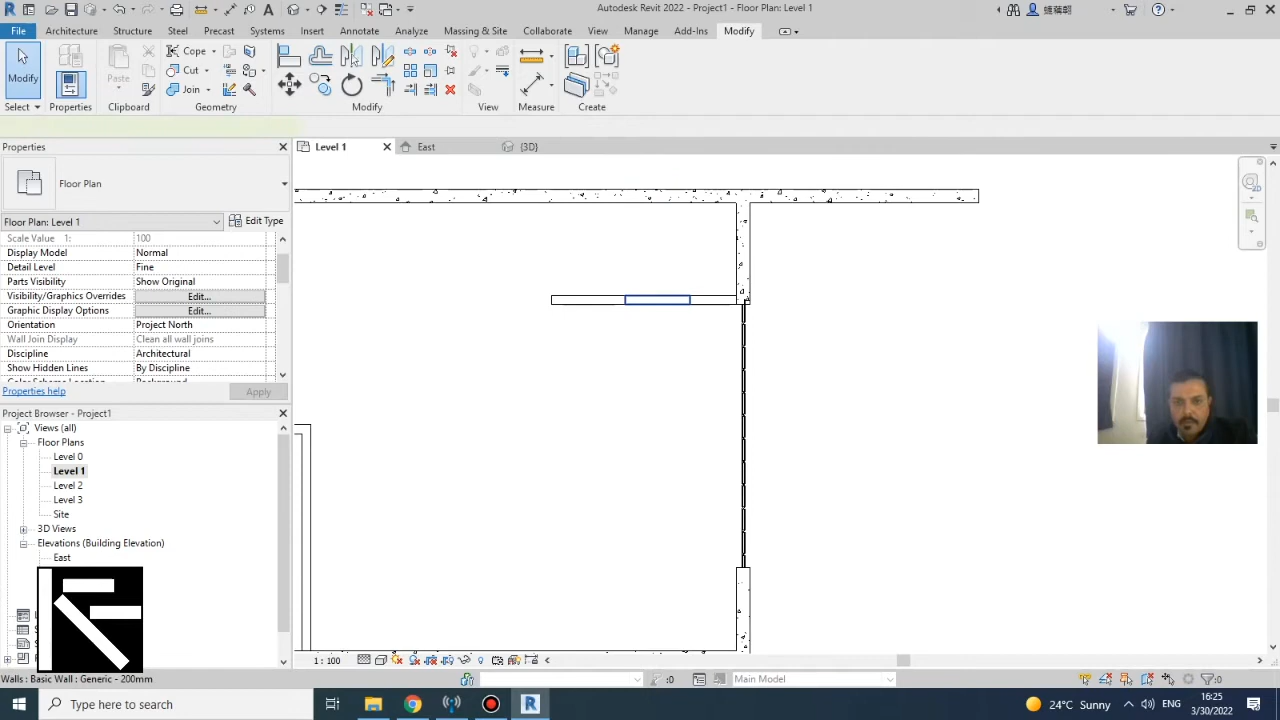 Autodesk Revit 2022 - Project1 - Floor Plan: Level 1
File
Architecture
Structure
Steel
Precast
Systems
Insert
Annotate
Analyze
Massing & Site
Collaborate
View
Manage
Add-Ins
Modify
Modify
Properties
Paste
Cope
Cut
Join
Select
Properties
Clipboard
Geometry
Modify
View
Measure
Create
Properties
Level 1
East
{3D}
Floor Plan
Floor Plan: Level 1
Edit Type
Scale Value 1: 100
Display Model Normal
Detail Level Fine
Parts Visibility Show Original
Visibility/Graphics Overrides Edit...
Graphic Display Options Edit...
Orientation Project North
Wall Join Display Clean all wall joins
Discipline Architectural
Show Hidden Lines By Discipline
Properties help
Apply
Project Browser - Project1
Views (all)
Floor Plans
Level 0
Level 1
Level 2
Level 3
Site
3D Views
Elevations (Building Elevation)
East
1 : 100
Walls : Basic Wall : Generic - 200mm
:0
Main Model
:0
Type here to search
24°C Sunny
ENG
16:25
3/30/2022